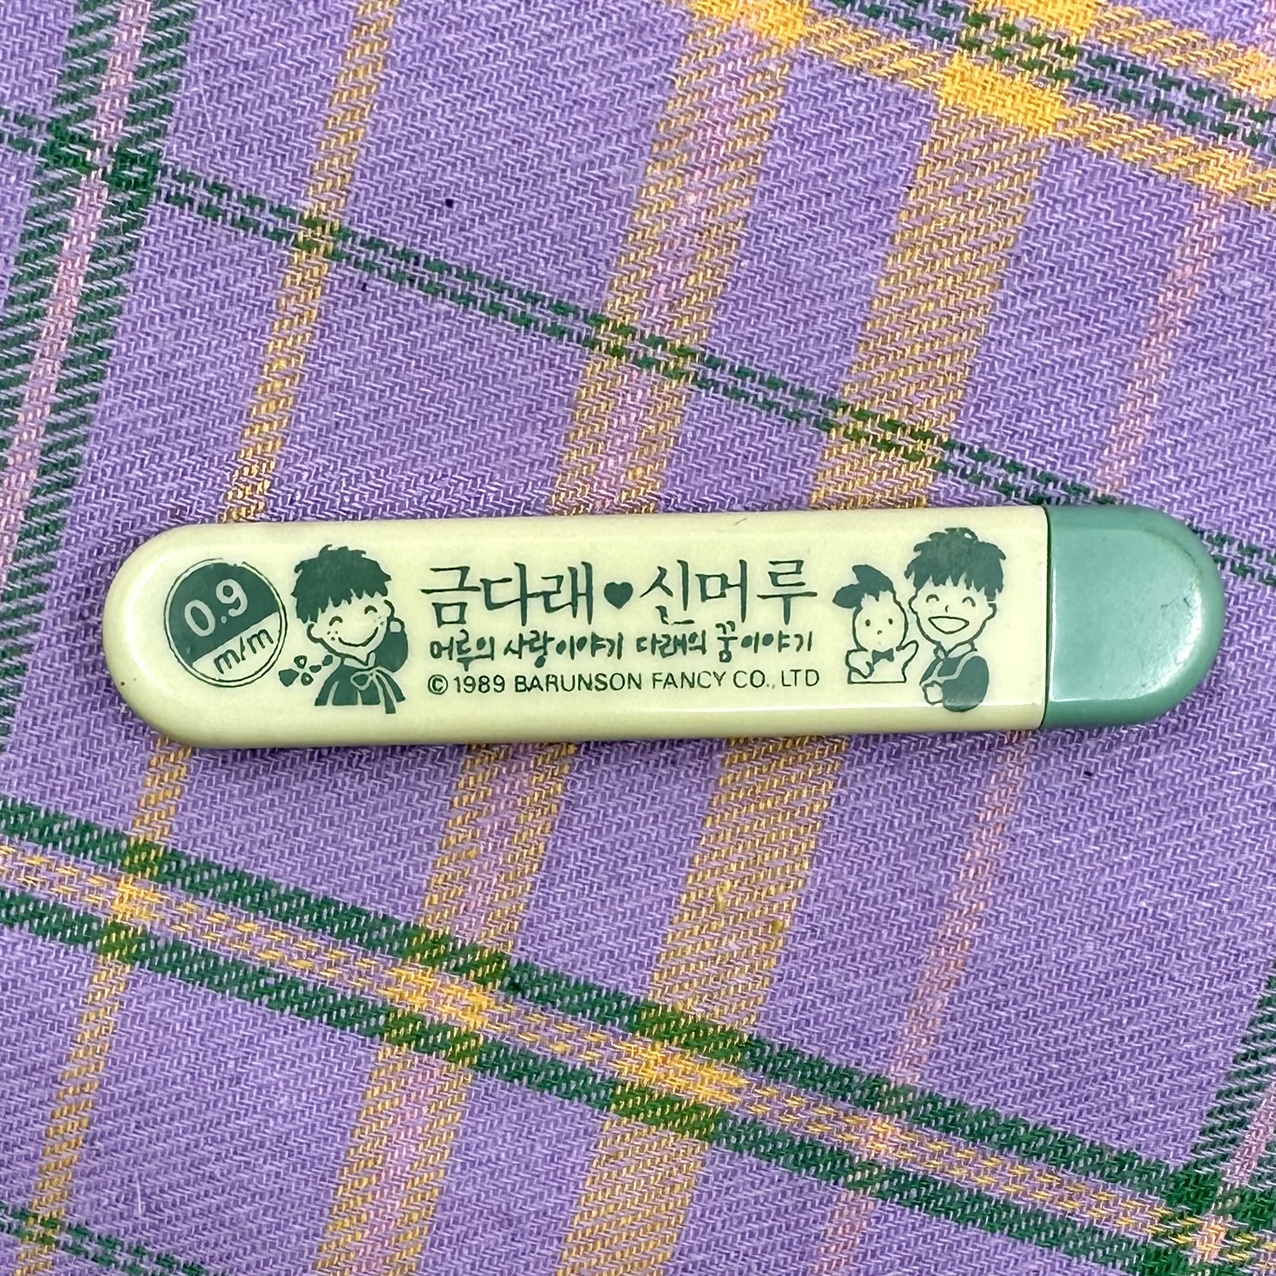 0.9
m/m
금다래♥신머루
머루의 사랑이야기 다래의 꿈이야기
© 1989 BARUNSON FANCY CO., LTD